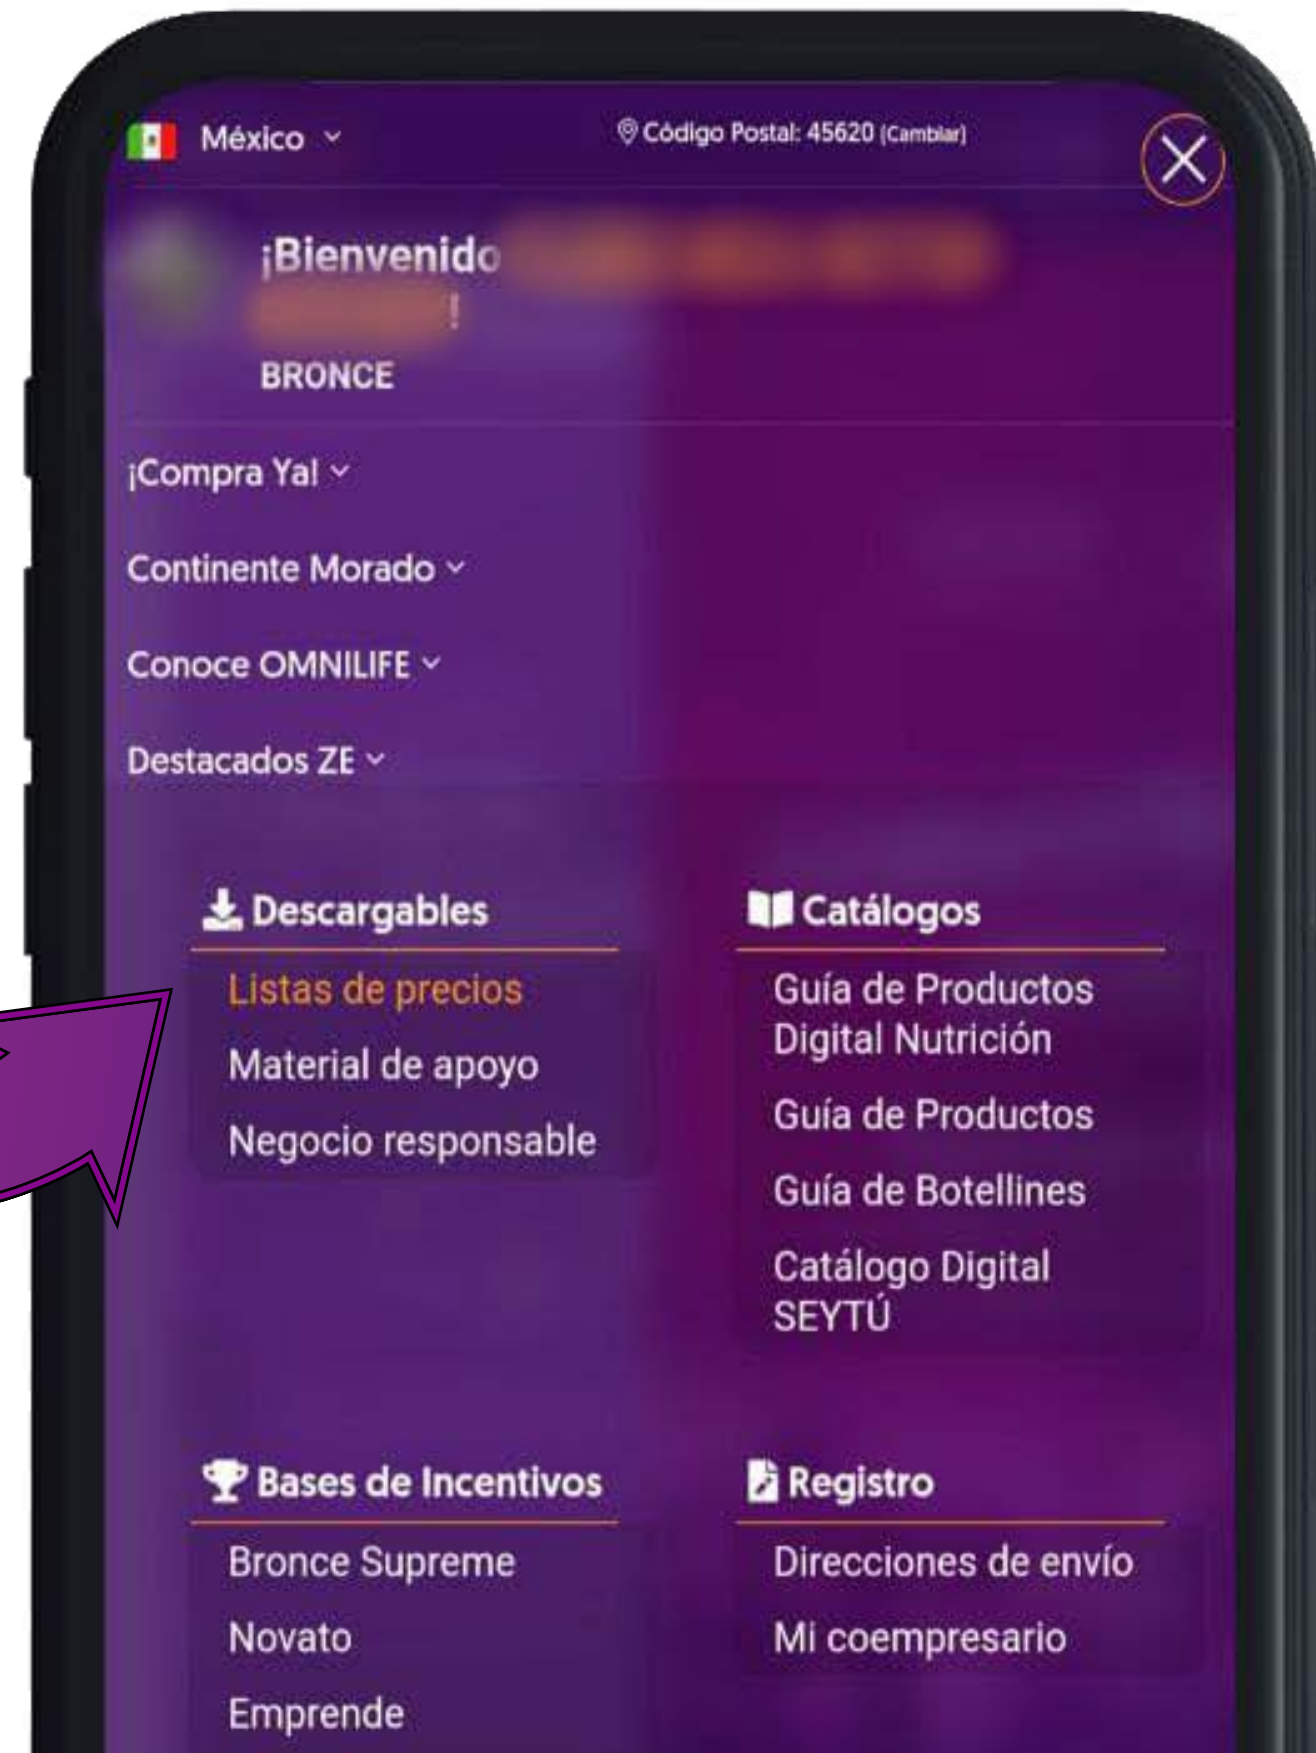 México
Código Postal: 45620 (Cambiar)
¡Bienvenido
!
BRONCE
¡Compra Ya!
Continente Morado
Conoce OMNILIFE
Destacados ZE
Descargables
Listas de precios
Material de apoyo
Negocio responsable
Catálogos
Guía de Productos
Digital Nutrición
Guía de Productos
Guía de Botellines
Catálogo Digital
SEYTÚ
Bases de Incentivos
Bronce Supreme
Novato
Emprende
Registro
Direcciones de envío
Mi coempresario